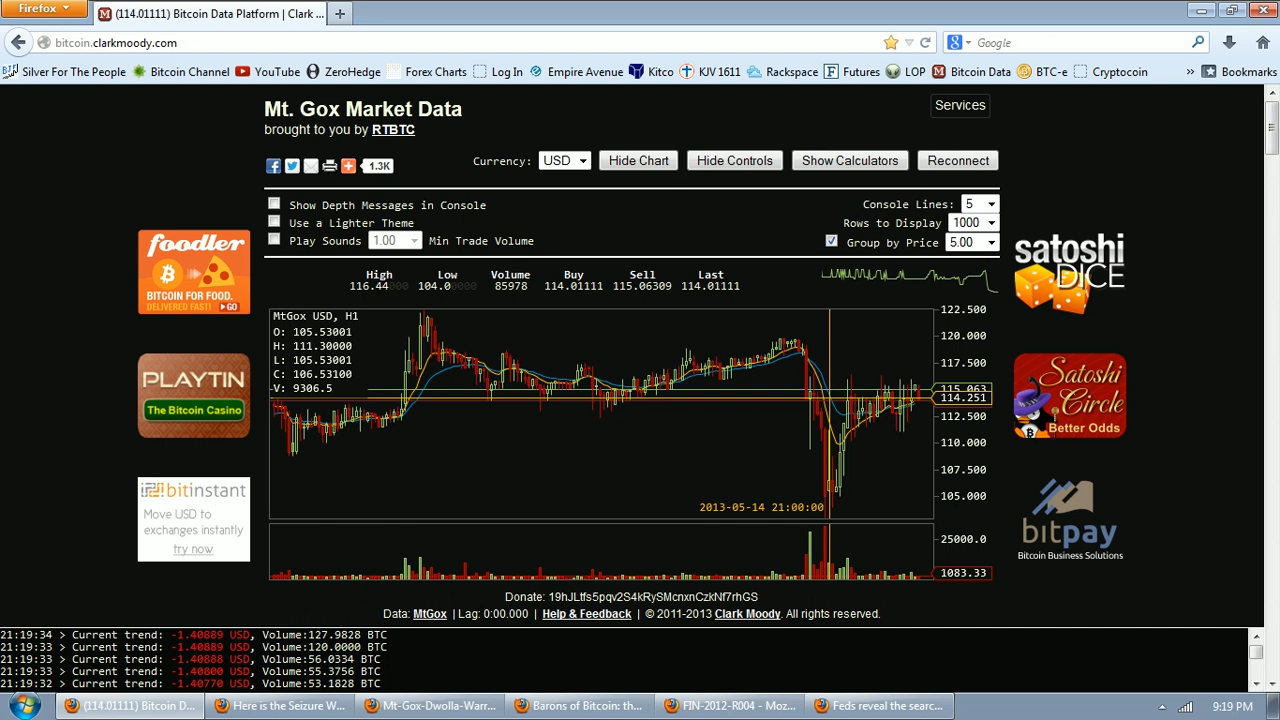 Firefox
(114.01111) Bitcoin Data Platform | Clark ...
bitcoin.clarkmoody.com
Google
Silver For The People
Bitcoin Channel
YouTube
ZeroHedge
Forex Charts
Log In
Empire Avenue
Kitco
KJV 1611
Rackspace
Futures
LOP
Bitcoin Data
BTC-e
Cryptocoin
»
Bookmarks
Mt. Gox Market Data
Services
brought to you by RTBTC
1.3K
Currency: USD
Hide Chart
Hide Controls
Show Calculators
Reconnect
Show Depth Messages in Console
Console Lines: 5
Use a Lighter Theme
Rows to Display 1000
Play Sounds 1.00 Min Trade Volume
Group by Price 5.00
High Low Volume Buy Sell Last
116.44000 104.00000 85978 114.01111 115.06309 114.01111
foodler
BITCOIN FOR FOOD.
DELIVERED FAST! GO
PLAYTIN
The Bitcoin Casino
bitinstant
Move USD to
exchanges instantly
try now
MtGox USD, H1
O: 105.53001
H: 111.30000
L: 105.53001
C: 106.53100
V: 9306.5
122.500
120.000
117.500
115.063
114.251
112.500
110.000
107.500
105.000
2013-05-14 21:00:00
25000.0
1083.33
satoshi
DICE
Satoshi
Circle
Better Odds
bitpay
Bitcoin Business Solutions
Donate: 19hJLtfs5pqv2S4kRySMcnxnCzkNf7rhGS
Data: MtGox | Lag: 0:00.000 | Help & Feedback | © 2011-2013 Clark Moody. All rights reserved.
21:19:34 > Current trend: -1.40889 USD, Volume:127.9828 BTC
21:19:33 > Current trend: -1.40889 USD, Volume:120.0000 BTC
21:19:33 > Current trend: -1.40888 USD, Volume:56.0334 BTC
21:19:33 > Current trend: -1.40800 USD, Volume:55.3756 BTC
21:19:32 > Current trend: -1.40770 USD, Volume:53.1828 BTC
(114.01111) Bitcoin D...
Here is the Seizure W...
Mt-Gox-Dwolla-Warr...
Barons of Bitcoin: th...
FIN-2012-R004 - Moz...
Feds reveal the searc...
9:19 PM